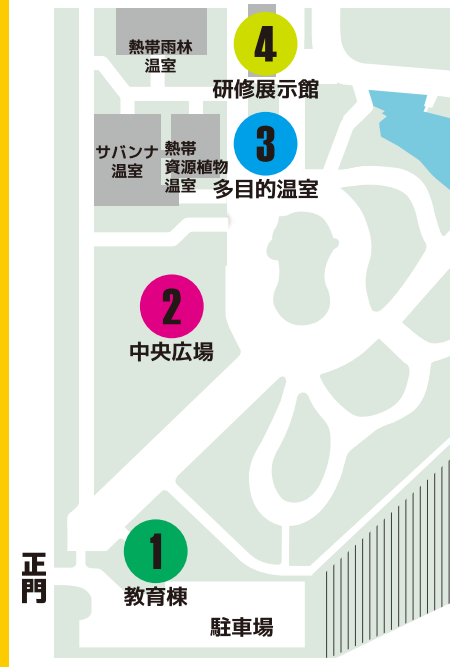 熱帯雨林
温室
4
研修展示館
サバンナ
温室
熱帯
資源植物
温室
3
多目的温室
2
中央広場
1
教育棟
正門
駐車場